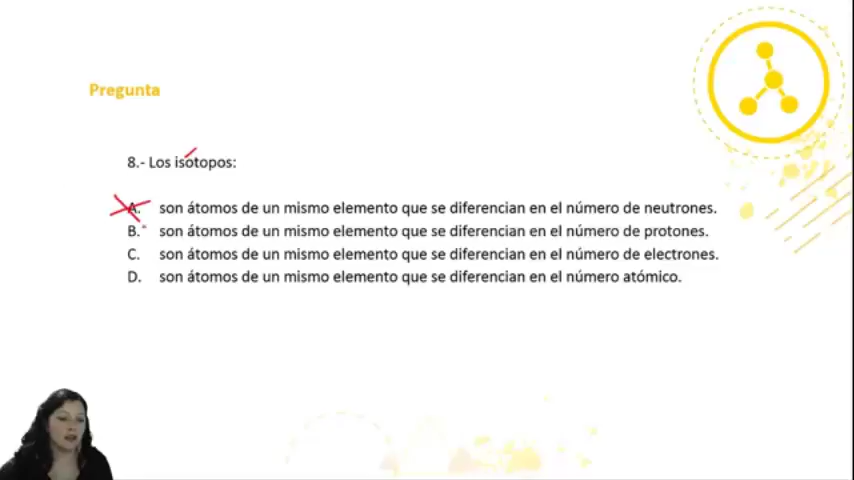 Pregunta
8.- Los isótopos:
A. son átomos de un mismo elemento que se diferencian en el número de neutrones.
B. son átomos de un mismo elemento que se diferencian en el número de protones.
C. son átomos de un mismo elemento que se diferencian en el número de electrones.
D. son átomos de un mismo elemento que se diferencian en el número atómico.